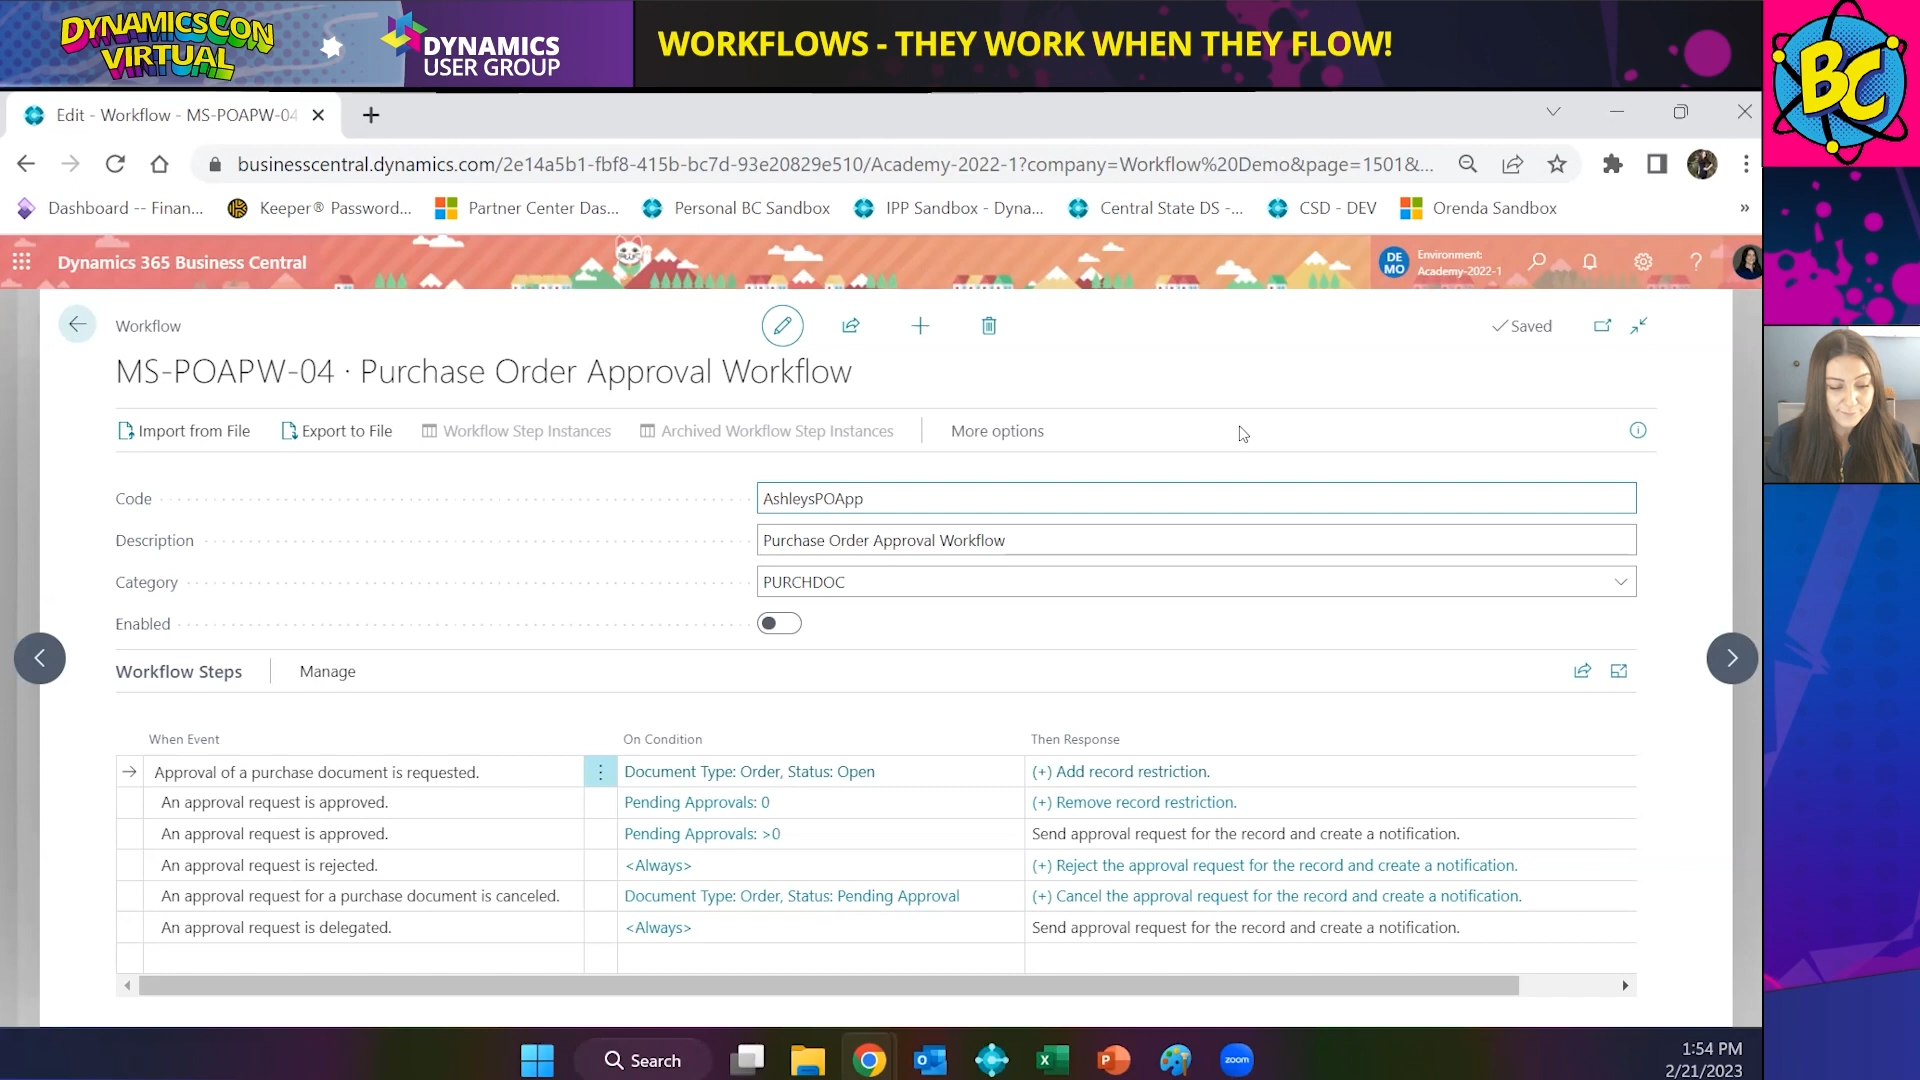 DYNAMICSCON
VIRTUAL
DYNAMICS
USER GROUP
WORKFLOWS - THEY WORK WHEN THEY FLOW!
BC
Edit - Workflow - MS-POAPW-04
businesscentral.dynamics.com/2e14a5b1-fbf8-415b-bc7d-93e20829e510/Academy-2022-1?company=Workflow%20Demo&page=1501&...
Dashboard -- Finan... Keeper® Password... Partner Center Das... Personal BC Sandbox IPP Sandbox - Dyna... Central State DS -... CSD - DEV Orenda Sandbox »
Dynamics 365 Business Central
DE
MO
Environment:
Academy-2022-1
Workflow
Saved
MS-POAPW-04 · Purchase Order Approval Workflow
Import from File Export to File Workflow Step Instances Archived Workflow Step Instances More options
Code AshleysPOApp
Description Purchase Order Approval Workflow
Category PURCHDOC
Enabled
Workflow Steps Manage
When Event On Condition Then Response
Approval of a purchase document is requested. Document Type: Order, Status: Open (+) Add record restriction.
An approval request is approved. Pending Approvals: 0 (+) Remove record restriction.
An approval request is approved. Pending Approvals: >0 Send approval request for the record and create a notification.
An approval request is rejected. <Always> (+) Reject the approval request for the record and create a notification.
An approval request for a purchase document is canceled. Document Type: Order, Status: Pending Approval (+) Cancel the approval request for the record and create a notification.
An approval request is delegated. <Always> Send approval request for the record and create a notification.
Search
zoom
1:54 PM
2/21/2023